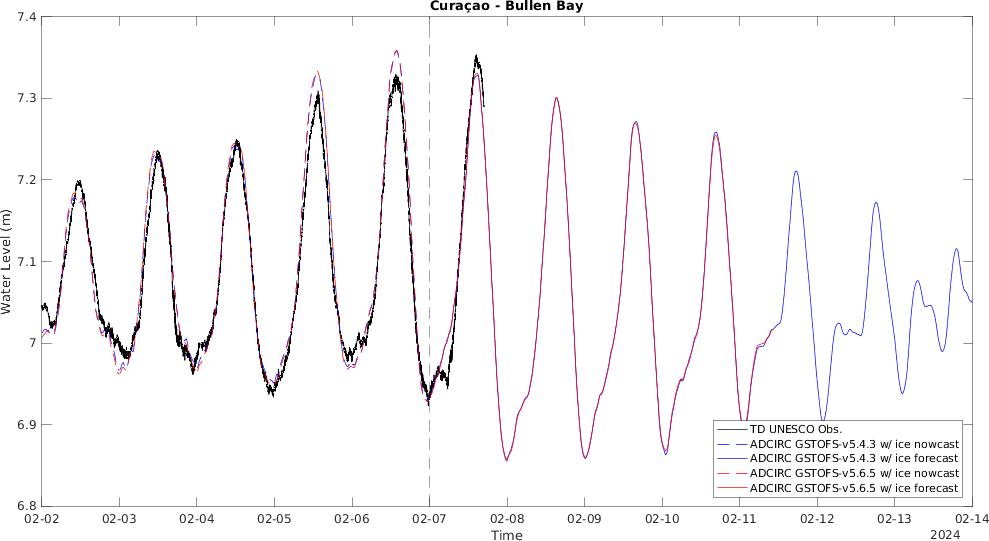 Curaçao - Bullen Bay
7.4
7.3
7.2
7.1
7
6.9
6.8
Water Level (m)
TD UNESCO Obs.
ADCIRC GSTOFS-v5.4.3 w/ ice nowcast
ADCIRC GSTOFS-v5.4.3 w/ ice forecast
ADCIRC GSTOFS-v5.6.5 w/ ice nowcast
ADCIRC GSTOFS-v5.6.5 w/ ice forecast
02-02 02-03 02-04 02-05 02-06 02-07 02-08 02-09 02-10 02-11 02-12 02-13 02-14
Time
2024